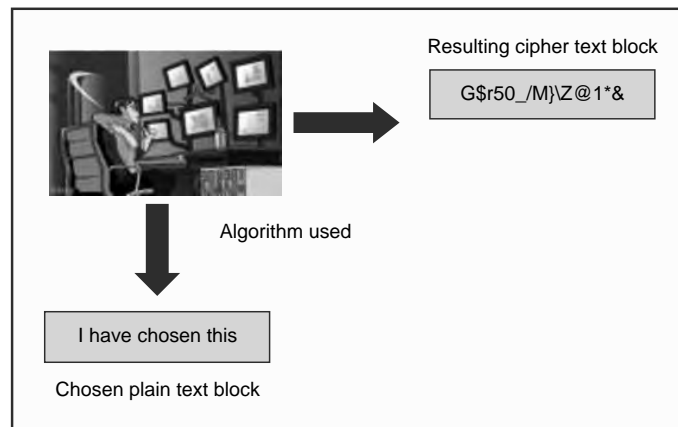 Resulting cipher text block
G$r50_/M}\Z@1*&
Algorithm used
I have chosen this
Chosen plain text block